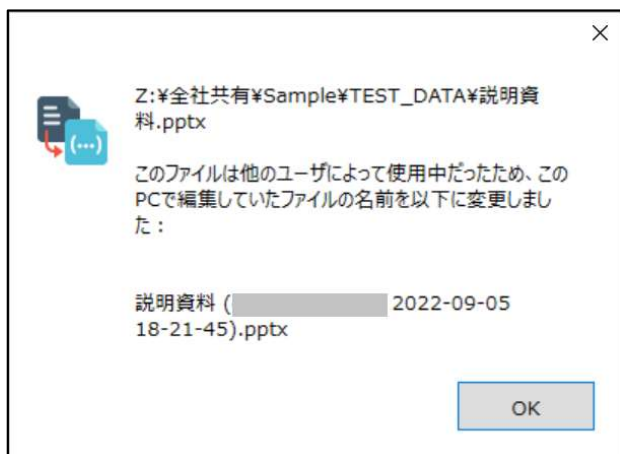 Z:¥全社共有¥Sample¥TEST_DATA¥説明資
料.pptx
(...)
このファイルは他のユーザによって使用中だったため、この
PCで編集していたファイルの名前を以下に変更しまし
た：
説明資料 ( 2022-09-05
18-21-45).pptx
OK